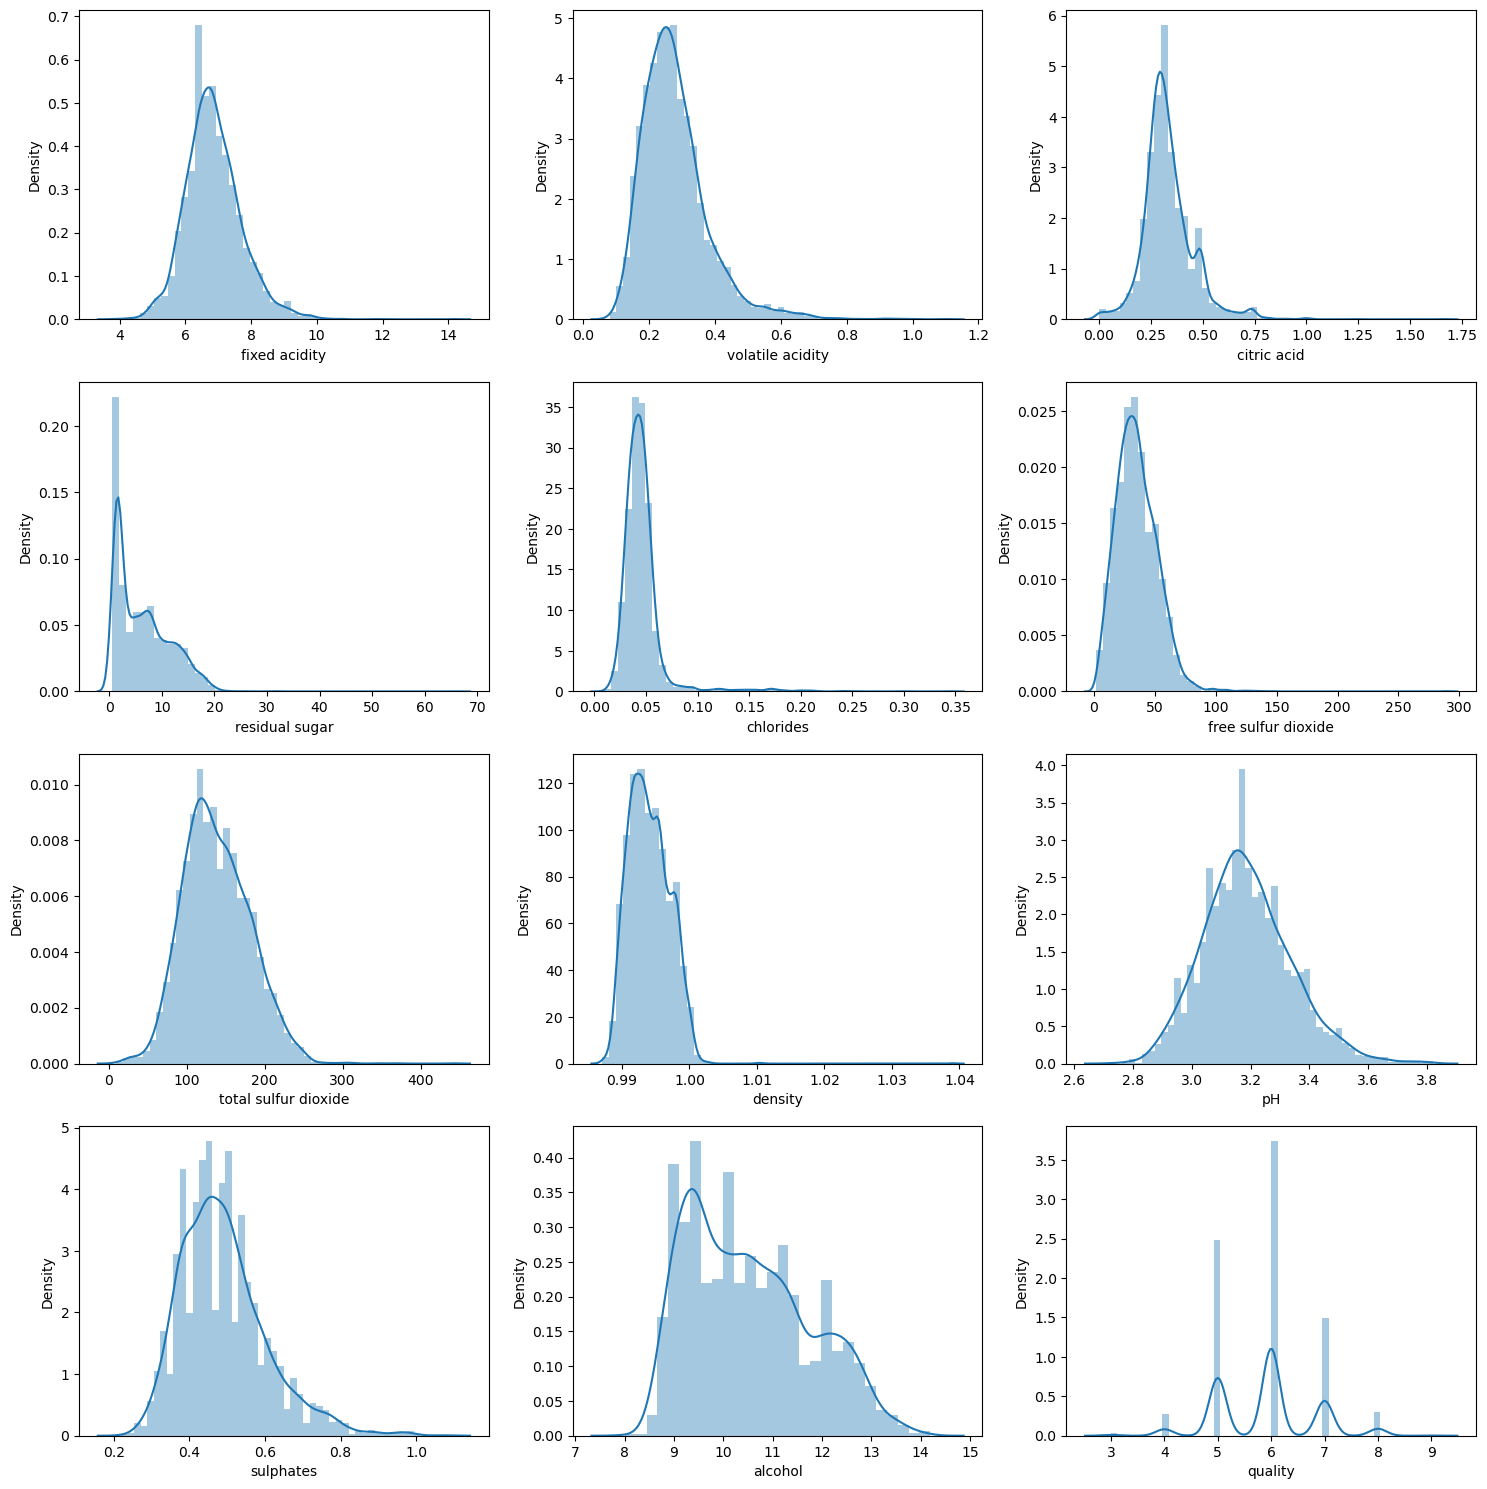 0.7
0.6
0.5
0.4
0.3
0.2
0.1
0.0
Density
4 6 8 10 12 14
fixed acidity
5
4
3
2
1
0
Density
0.0 0.2 0.4 0.6 0.8 1.0 1.2
volatile acidity
6
5
4
3
2
1
0
Density
0.00 0.25 0.50 0.75 1.00 1.25 1.50 1.75
citric acid
0.20
0.15
0.10
0.05
0.00
Density
0 10 20 30 40 50 60 70
residual sugar
35
30
25
20
15
10
5
0
Density
0.00 0.05 0.10 0.15 0.20 0.25 0.30 0.35
chlorides
0.025
0.020
0.015
0.010
0.005
0.000
Density
0 50 100 150 200 250 300
free sulfur dioxide
0.010
0.008
0.006
0.004
0.002
0.000
Density
0 100 200 300 400
total sulfur dioxide
120
100
80
60
40
20
0
Density
0.99 1.00 1.01 1.02 1.03 1.04
density
4.0
3.5
3.0
2.5
2.0
1.5
1.0
0.5
0.0
Density
2.6 2.8 3.0 3.2 3.4 3.6 3.8
pH
5
4
3
2
1
0
Density
0.2 0.4 0.6 0.8 1.0
sulphates
0.40
0.35
0.30
0.25
0.20
0.15
0.10
0.05
0.00
Density
7 8 9 10 11 12 13 14 15
alcohol
3.5
3.0
2.5
2.0
1.5
1.0
0.5
0.0
Density
3 4 5 6 7 8 9
quality